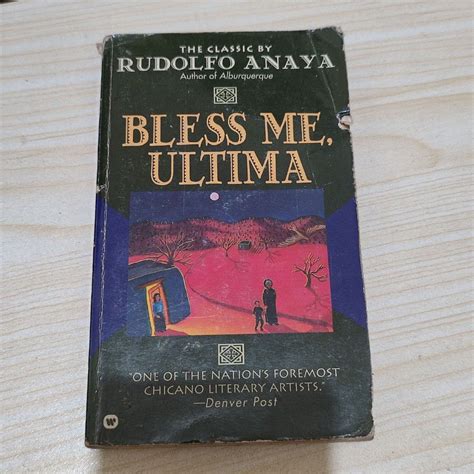 THE CLASSIC BY
RUDOLFO ANAYA
Author of Alburquerque
BLESS ME,
ULTIMA
"ONE OF THE NATION'S FOREMOST
CHICANO LITERARY ARTISTS."
—Denver Post